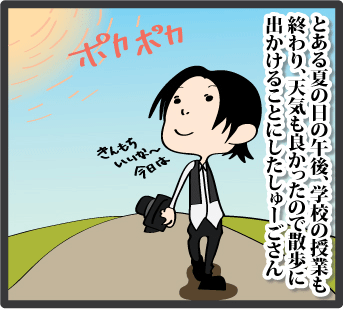 とある夏の日の午後、学校の授業も
終わり、天気も良かったので散歩に
出かけることにしたしゅーごさん
ポカポカ
きんもち
いいな～
今日は